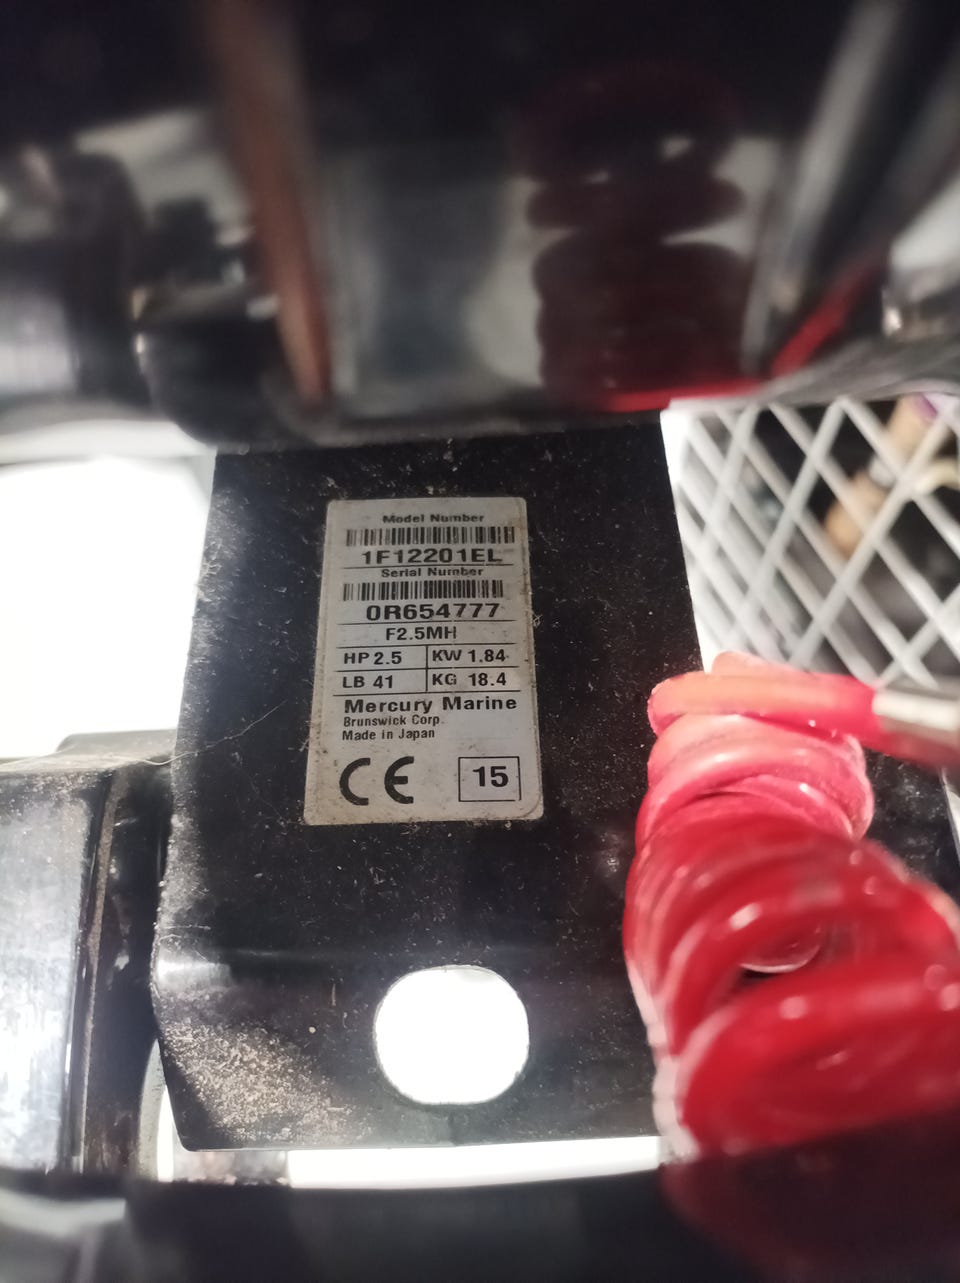 Model Number
1F12201EL
Serial Number
0R654777
F2.5MH
HP 2.5 KW 1.84
LB 41 KG 18.4
Mercury Marine
Brunswick Corp.
Made in Japan
CE 15